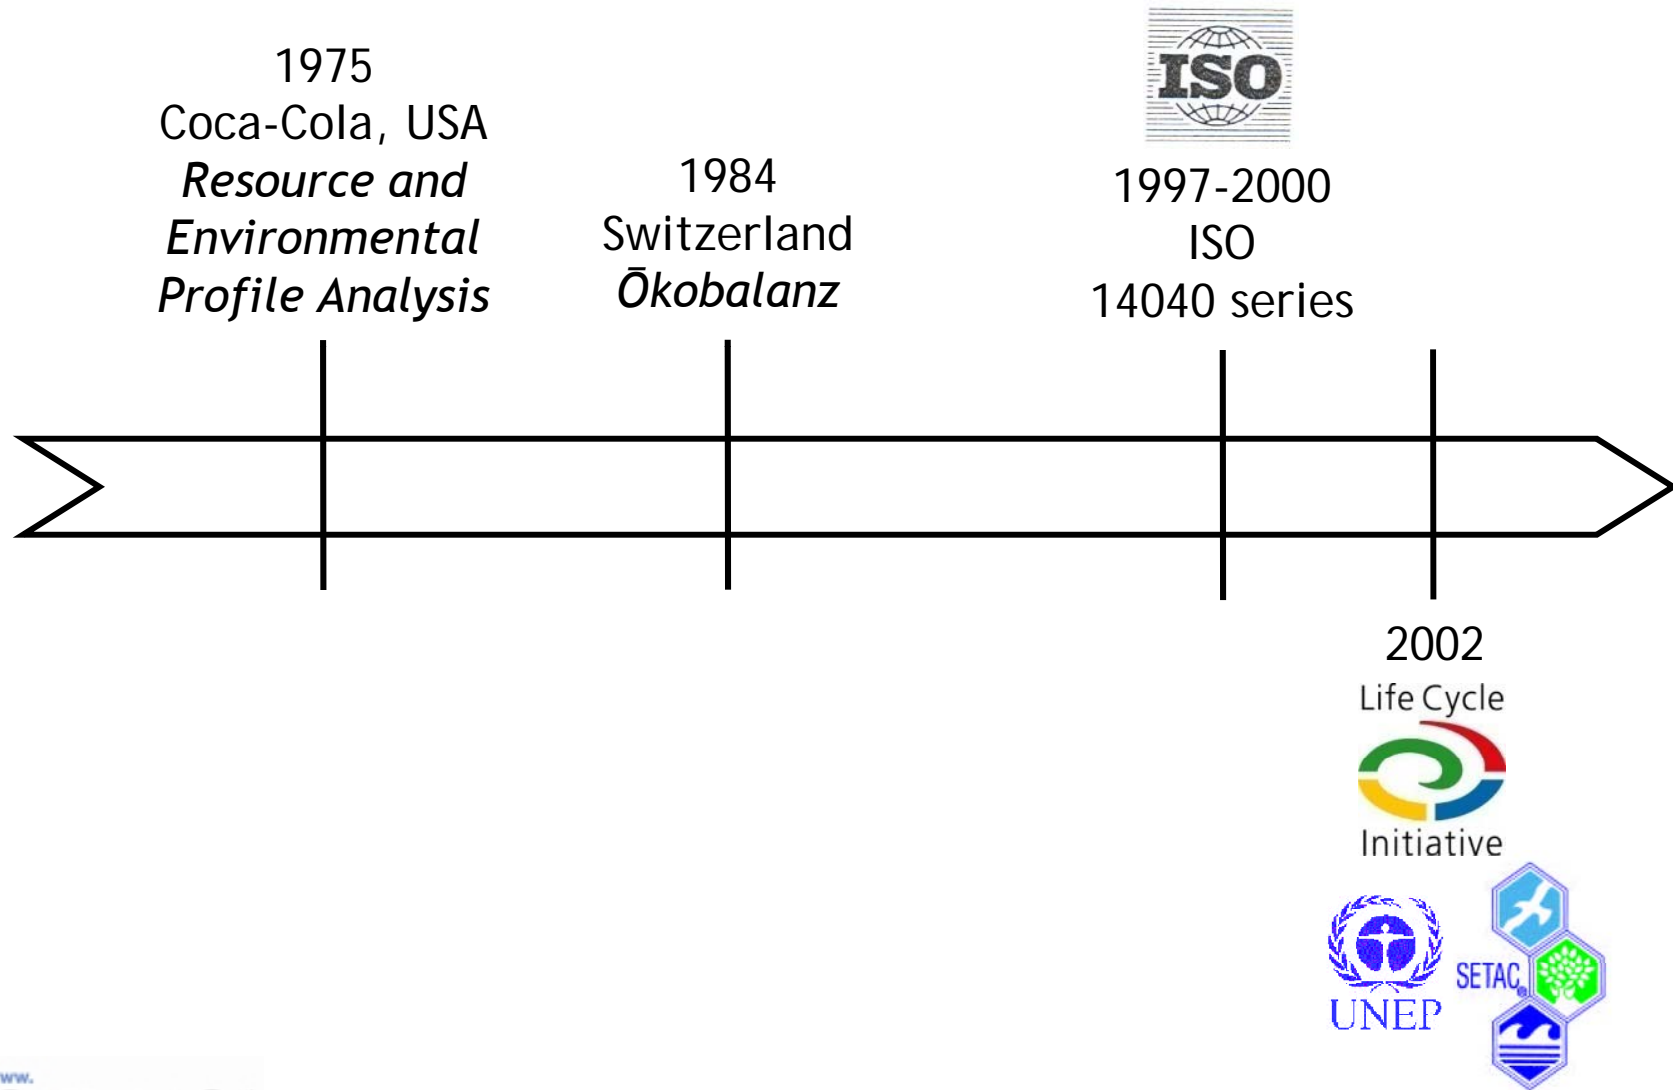 1975
Coca-Cola, USA
Resource and
Environmental
Profile Analysis
1984
Switzerland
Ōkobalanz
ISO
1997-2000
ISO
14040 series
2002
Life Cycle
Initiative
UNEP
SETAC®
ww.